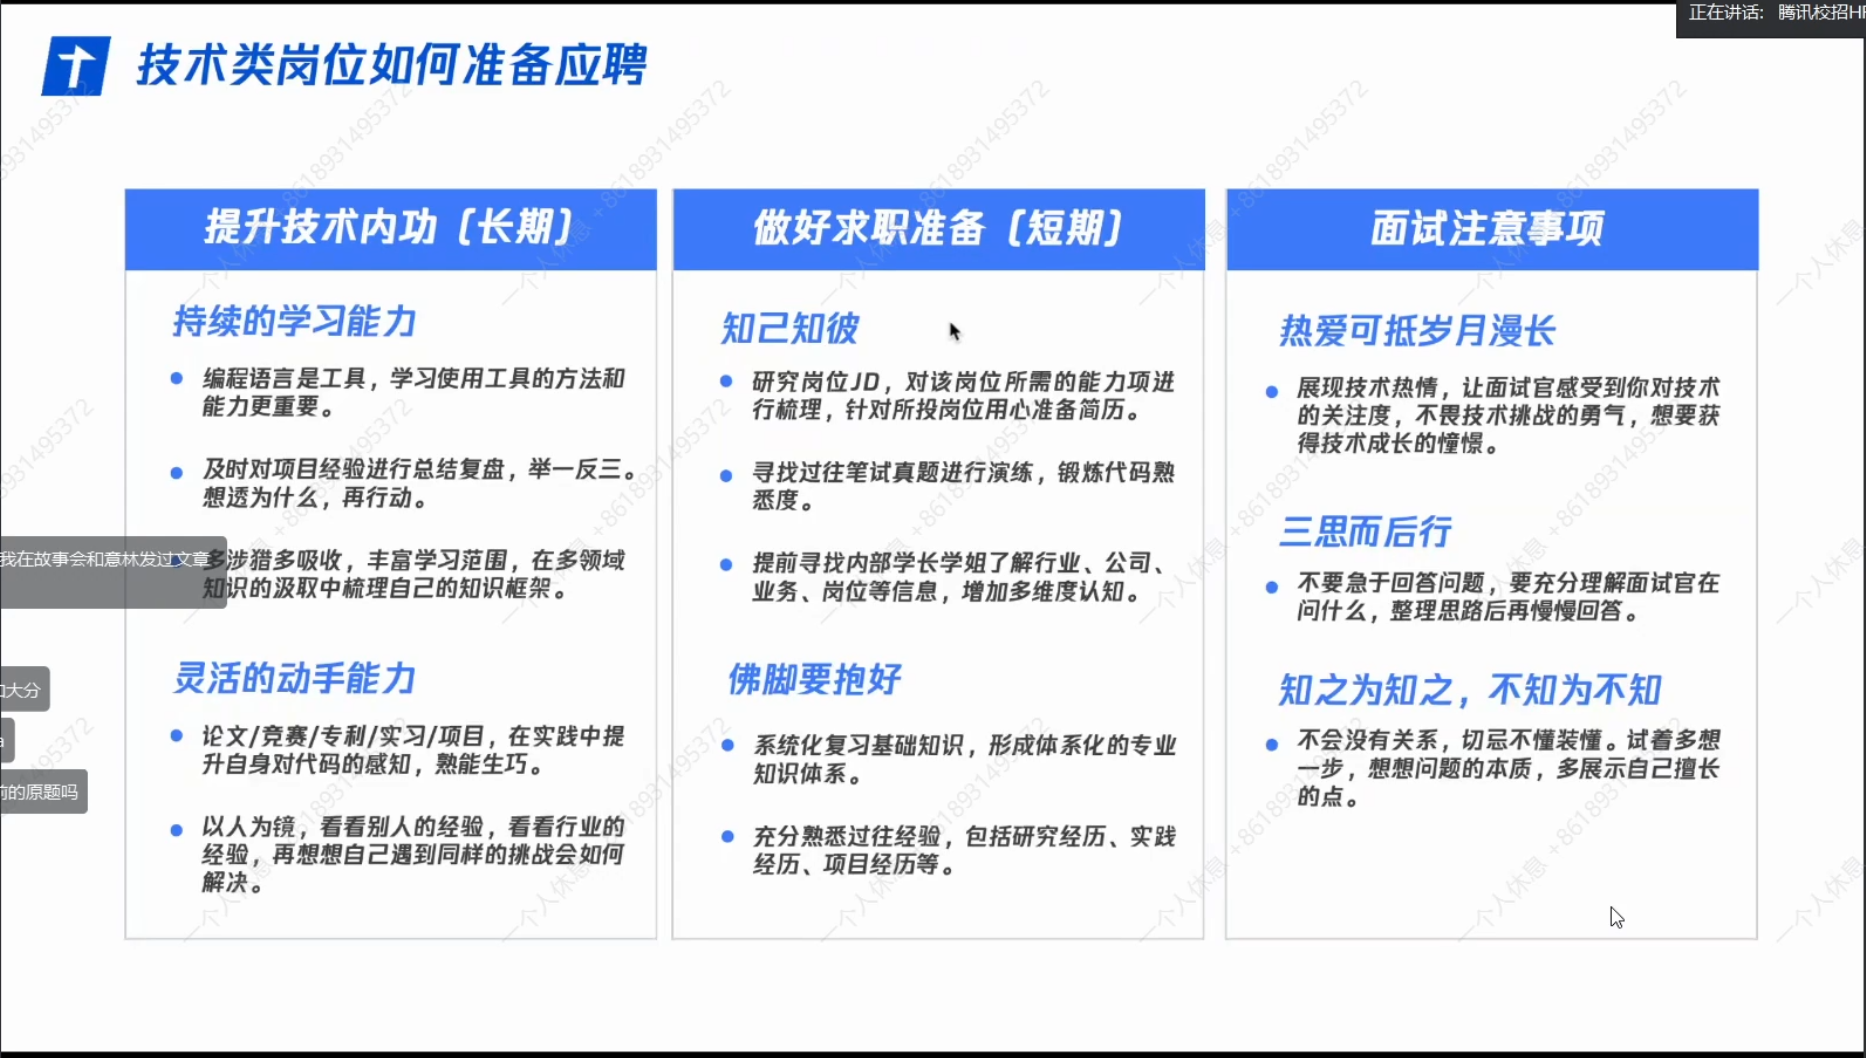 正在讲话： 腾讯校招HR
技术类岗位如何准备应聘
提升技术内功（长期）
持续的学习能力
编程语言是工具，学习使用工具的方法和
能力更重要。
及时对项目经验进行总结复盘，举一反三。
想透为什么，再行动。
多涉猎多吸收，丰富学习范围，在多领域
知识的汲取中梳理自己的知识框架。
灵活的动手能力
论文/竞赛/专利/实习/项目，在实践中提
升自身对代码的感知，熟能生巧。
以人为镜，看看别人的经验，看看行业的
经验，再想想自己遇到同样的挑战会如何
解决。
做好求职准备（短期）
知己知彼
研究岗位JD，对该岗位所需的能力项进
行梳理，针对所投岗位用心准备简历。
寻找过往笔试真题进行演练，锻炼代码熟
悉度。
提前寻找内部学长学姐了解行业、公司、
业务、岗位等信息，增加多维度认知。
佛脚要抱好
系统化复习基础知识，形成体系化的专业
知识体系。
充分熟悉过往经验，包括研究经历、实践
经历、项目经历等。
面试注意事项
热爱可抵岁月漫长
展现技术热情，让面试官感受到你对技术
的关注度，不畏技术挑战的勇气，想要获
得技术成长的憧憬。
三思而后行
不要急于回答问题，要充分理解面试官在
问什么，整理思路后再慢慢回答。
知之为知之，不知为不知
不会没有关系，切忌不懂装懂。试着多想
一步，想想问题的本质，多展示自己擅长
的点。
我在故事会和意林发过文章
大分
的原题吗
一个人休息 +8618931495372